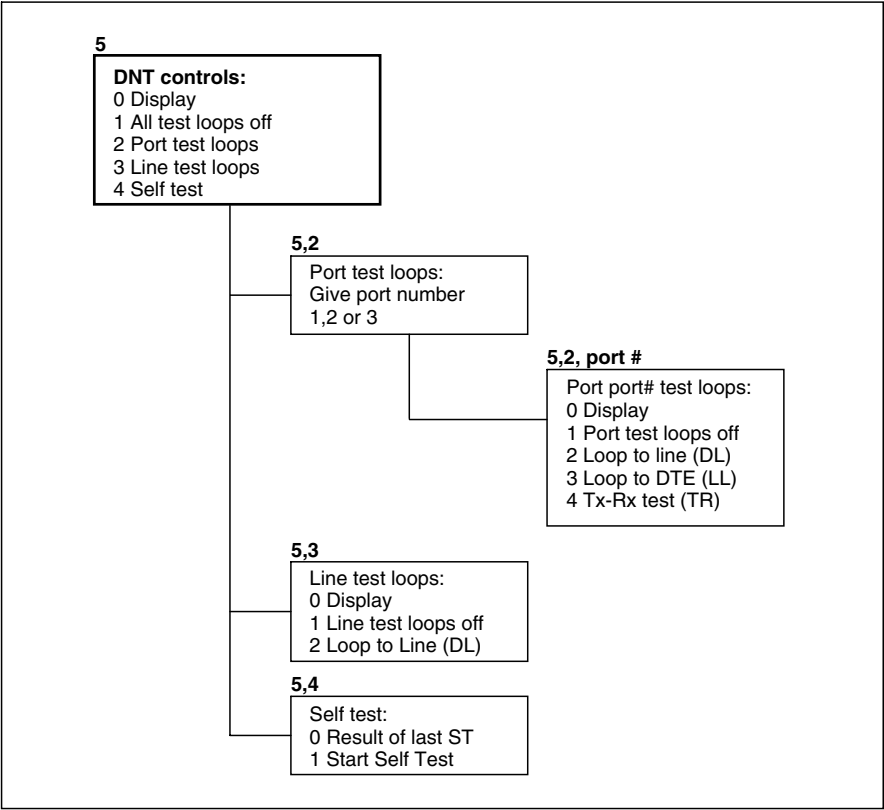 5
DNT controls:
0 Display
1 All test loops off
2 Port test loops
3 Line test loops
4 Self test
5,2
Port test loops:
Give port number
1,2 or 3
5,2, port #
Port port# test loops:
0 Display
1 Port test loops off
2 Loop to line (DL)
3 Loop to DTE (LL)
4 Tx-Rx test (TR)
5,3
Line test loops:
0 Display
1 Line test loops off
2 Loop to Line (DL)
5,4
Self test:
0 Result of last ST
1 Start Self Test